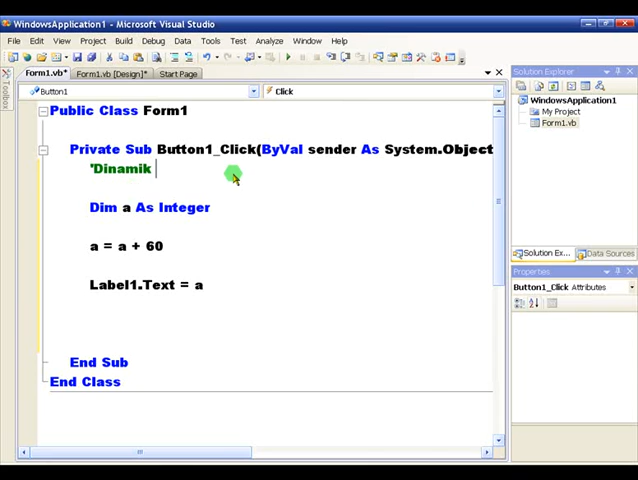 WindowsApplication1 - Microsoft Visual Studio
File Edit View Project Build Debug Data Tools Test Analyze Window Help
Toolbox
Form1.vb* Form1.vb [Design]* Start Page
Button1 Click
Public Class Form1
Private Sub Button1_Click(ByVal sender As System.Object
'Dinamik
Dim a As Integer
a = a + 60
Label1.Text = a
End Sub
End Class
Solution Explorer
WindowsApplication1
My Project
Form1.vb
Solution Ex... Data Sources
Properties
Button1_Click Attributes